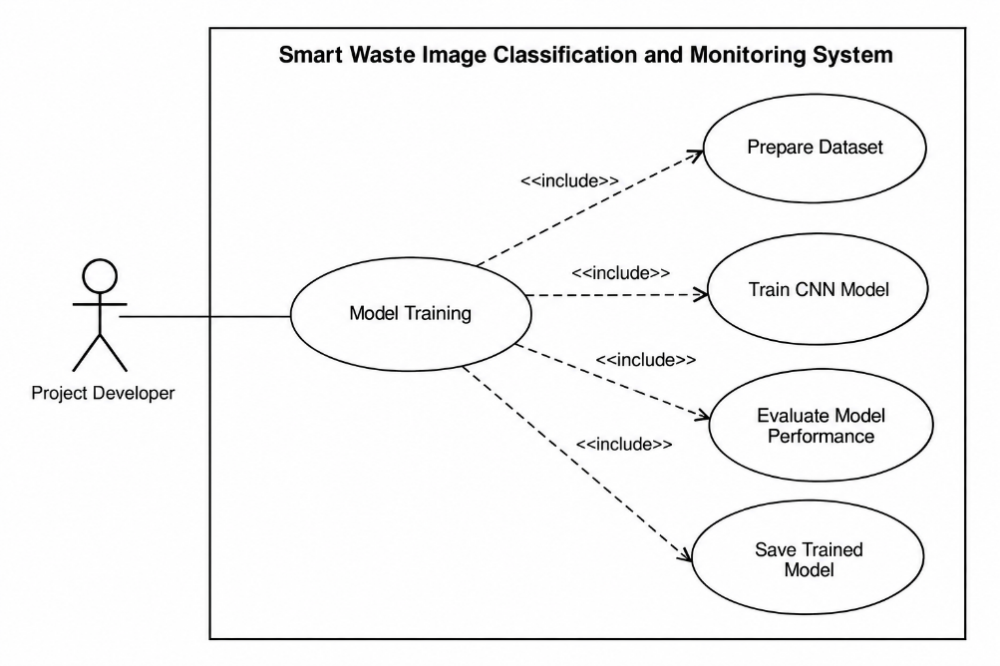 Smart Waste Image Classification and Monitoring System
Prepare Dataset
<<include>>
Train CNN Model
<<include>>
Model Training
Project Developer
<<include>>
Evaluate Model
Performance
<<include>>
Save Trained
Model